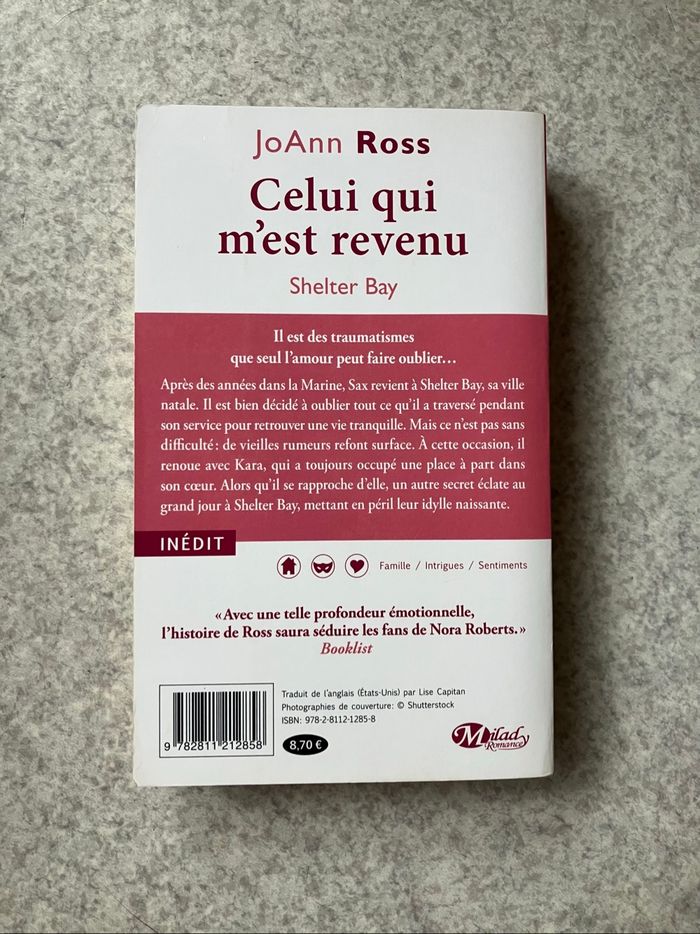 JoAnn Ross
Celui qui
m'est revenu
Shelter Bay
Il est des traumatismes
que seul l'amour peut faire oublier…
Après des années dans la Marine, Sax revient à Shelter Bay, sa ville
natale. Il est bien décidé à oublier tout ce qu'il a traversé pendant
son service pour retrouver une vie tranquille. Mais ce n'est pas sans
difficulté : de vieilles rumeurs refont surface. À cette occasion, il
renoue avec Kara, qui a toujours occupé une place à part dans
son cœur. Alors qu'il se rapproche d'elle, un autre secret éclate au
grand jour à Shelter Bay, mettant en péril leur idylle naissante.
INÉDIT
Famille / Intrigues / Sentiments
« Avec une telle profondeur émotionnelle,
l'histoire de Ross saura séduire les fans de Nora Roberts. »
Booklist
Traduit de l'anglais (États-Unis) par Lise Capitan
Photographies de couverture : © Shutterstock
ISBN: 978-2-8112-1285-8
9 782811 212858
8,70 €
Milady
Romance